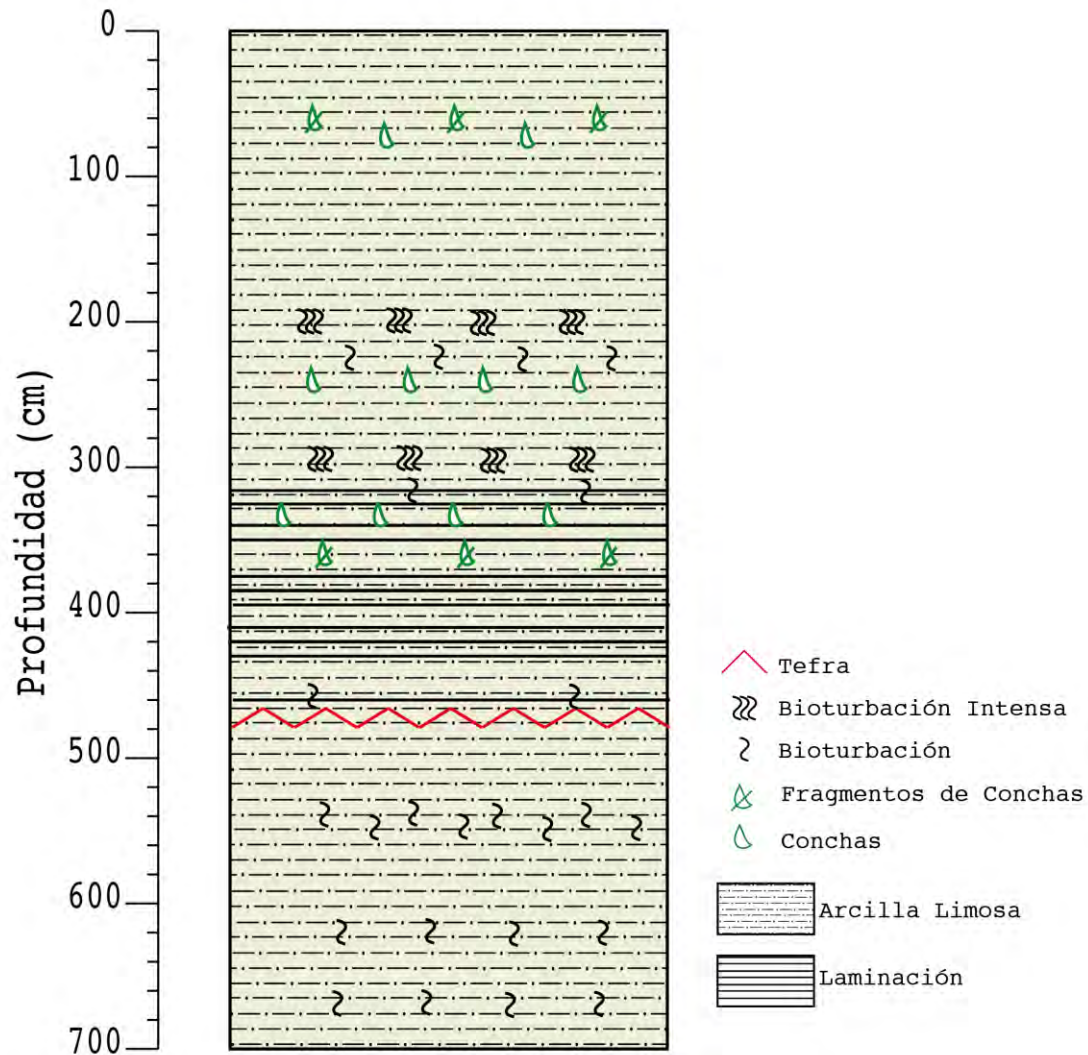 0
100
200
300
400
500
600
700
Profundidad (cm)
Tefra
Bioturbación Intensa
Bioturbación
Fragmentos de Conchas
Conchas
Arcilla Limosa
Laminación